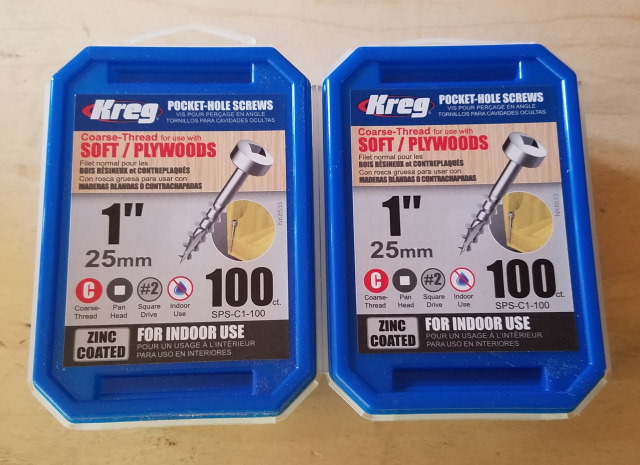 Kreg
POCKET-HOLE SCREWS
VIS POUR PERÇAGE EN ANGLE
TORNILLOS PARA CAVIDADES OCULTAS
Coarse-Thread for use with
SOFT / PLYWOODS
Filet normal pour les
BOIS RÉSINEUX et CONTREPLAQUÉS
Con rosca gruesa para usar con
MADERAS BLANDAS O CONTRACHAPADAS
1"
25mm
C
Coarse-
Thread
Pan
Head
#2
Square
Drive
Indoor
Use
100 ct.
SPS-C1-100
ZINC
COATED
FOR INDOOR USE
POUR UN USAGE À L'INTÉRIEUR
PARA USO EN INTERIORES
Kreg
POCKET-HOLE SCREWS
VIS POUR PERÇAGE EN ANGLE
TORNILLOS PARA CAVIDADES OCULTAS
Coarse-Thread for use with
SOFT / PLYWOODS
Filet normal pour les
BOIS RÉSINEUX et CONTREPLAQUÉS
Con rosca gruesa para usar con
MADERAS BLANDAS O CONTRACHAPADAS
1"
25mm
C
Coarse-
Thread
Pan
Head
#2
Square
Drive
Indoor
Use
100 ct.
SPS-C1-100
ZINC
COATED
FOR INDOOR USE
POUR UN USAGE À L'INTÉRIEUR
PARA USO EN INTERIORES